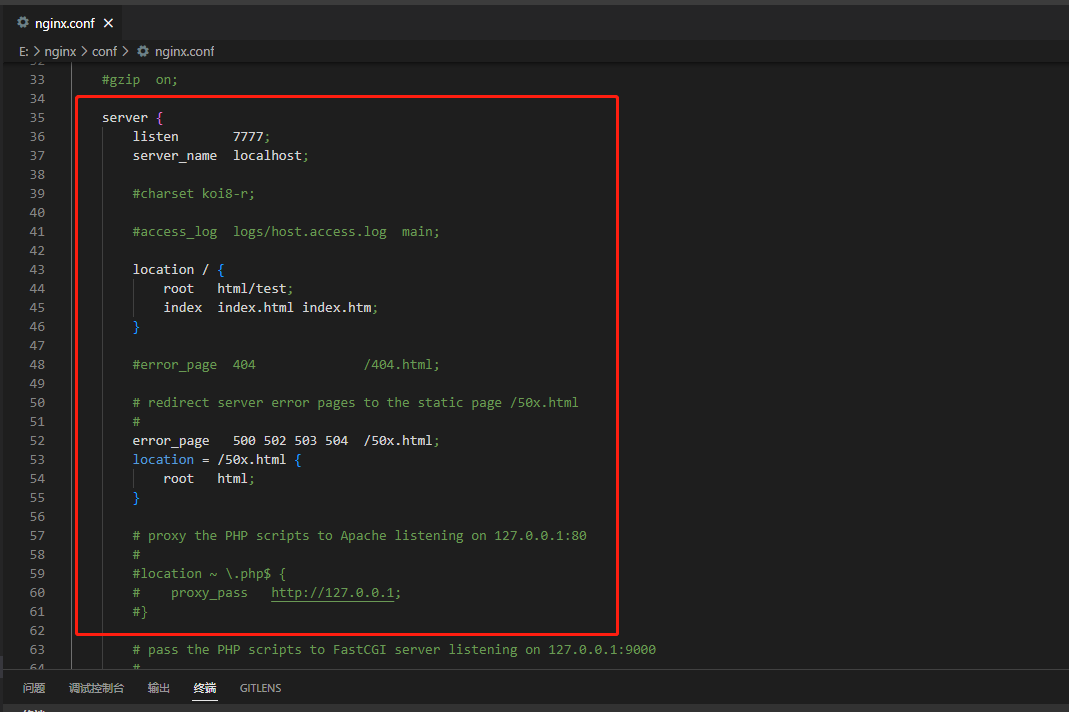 nginx.conf ×
E: > nginx > conf > nginx.conf
32
33 #gzip  on;
34
35 server {
36 listen       7777;
37 server_name  localhost;
38
39 #charset koi8-r;
40
41 #access_log  logs/host.access.log  main;
42
43 location / {
44 root   html/test;
45 index  index.html index.htm;
46 }
47
48 #error_page  404              /404.html;
49
50 # redirect server error pages to the static page /50x.html
51 #
52 error_page   500 502 503 504  /50x.html;
53 location = /50x.html {
54 root   html;
55 }
56
57 # proxy the PHP scripts to Apache listening on 127.0.0.1:80
58 #
59 #location ~ \.php$ {
60 #    proxy_pass   http://127.0.0.1;
61 #}
62
63 # pass the PHP scripts to FastCGI server listening on 127.0.0.1:9000
64 #
问题 调试控制台 输出 终端 GITLENS